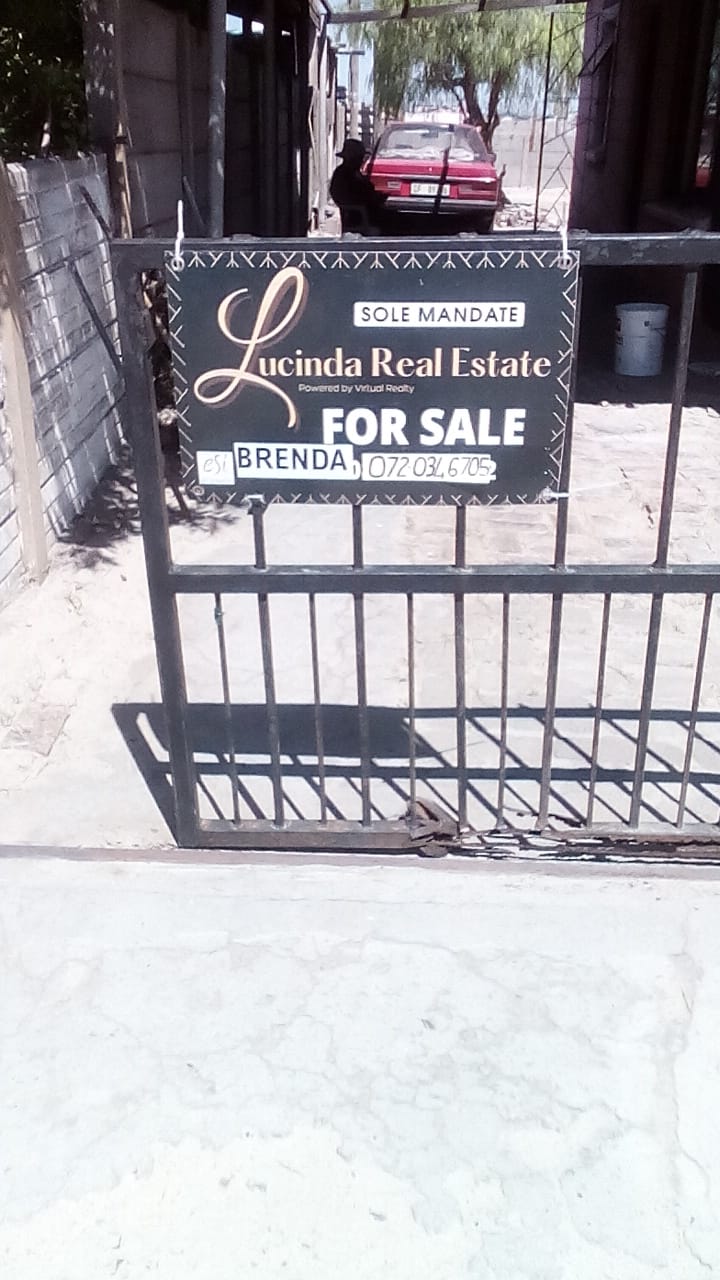 SOLE MANDATE
Lucinda Real Estate
Powered by Virtual Realty
FOR SALE
BRENDA 072 034 6705